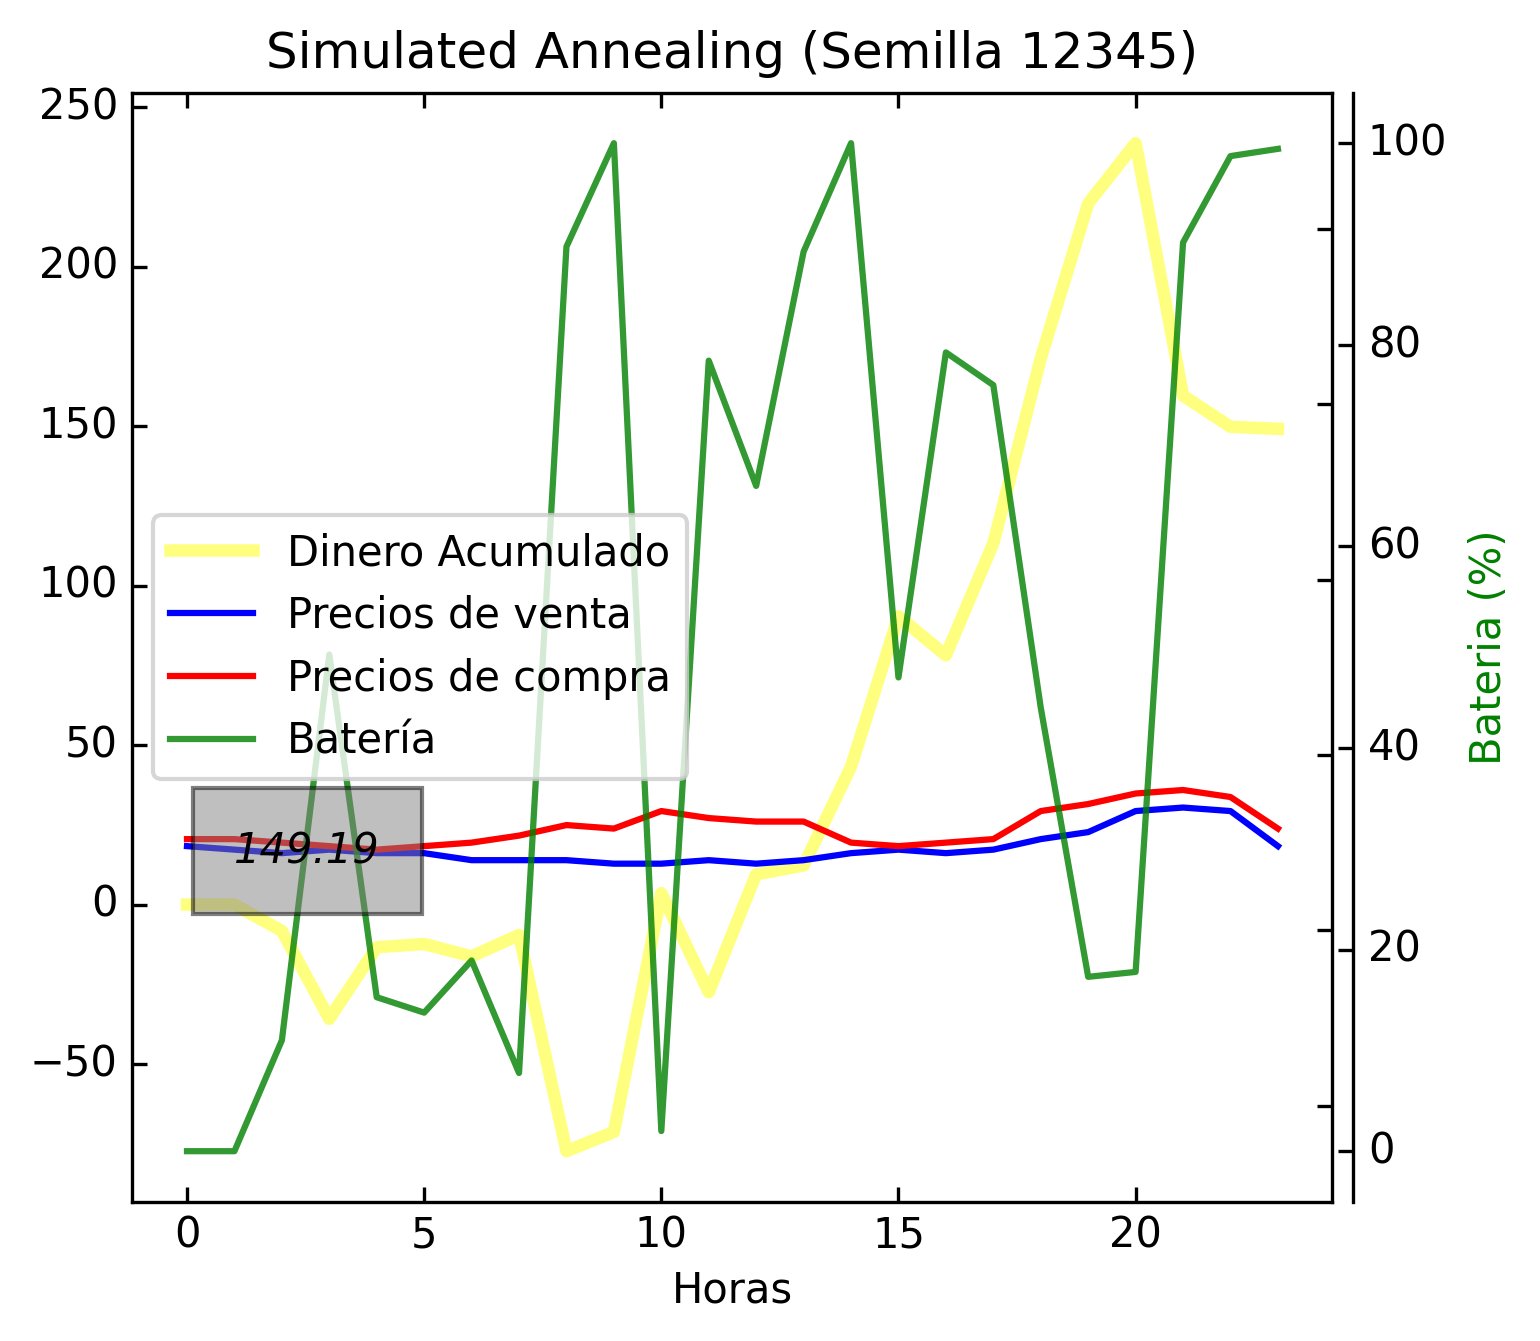 Simulated Annealing (Semilla 12345)
250
200
150
100
50
0
−50
100
80
60
40
20
0
Bateria (%)
Dinero Acumulado
Precios de venta
Precios de compra
Batería
149.19
0 5 10 15 20
Horas